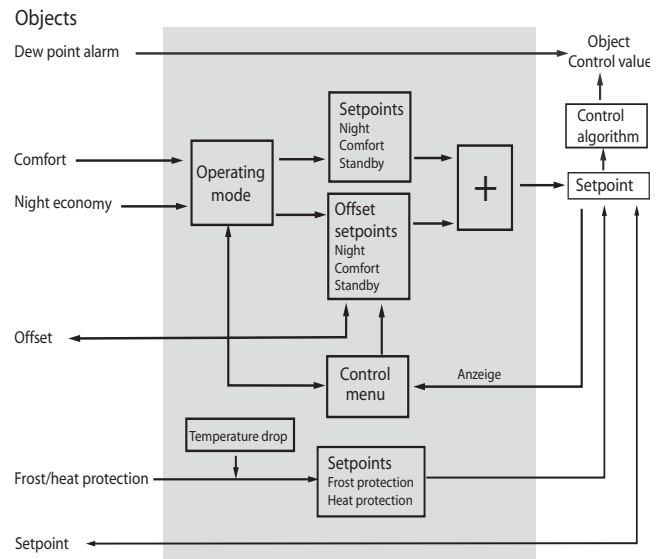 Objects
Dew point alarm
Object
Control value
Setpoints
Night
Comfort
Standby
Control
algorithm
Comfort
Operating
mode
+
Setpoint
Night economy
Offset
setpoints
Night
Comfort
Standby
Offset
Control
menu
Anzeige
Temperature drop
Frost/heat protection
Setpoints
Frost protection
Heat protection
Setpoint